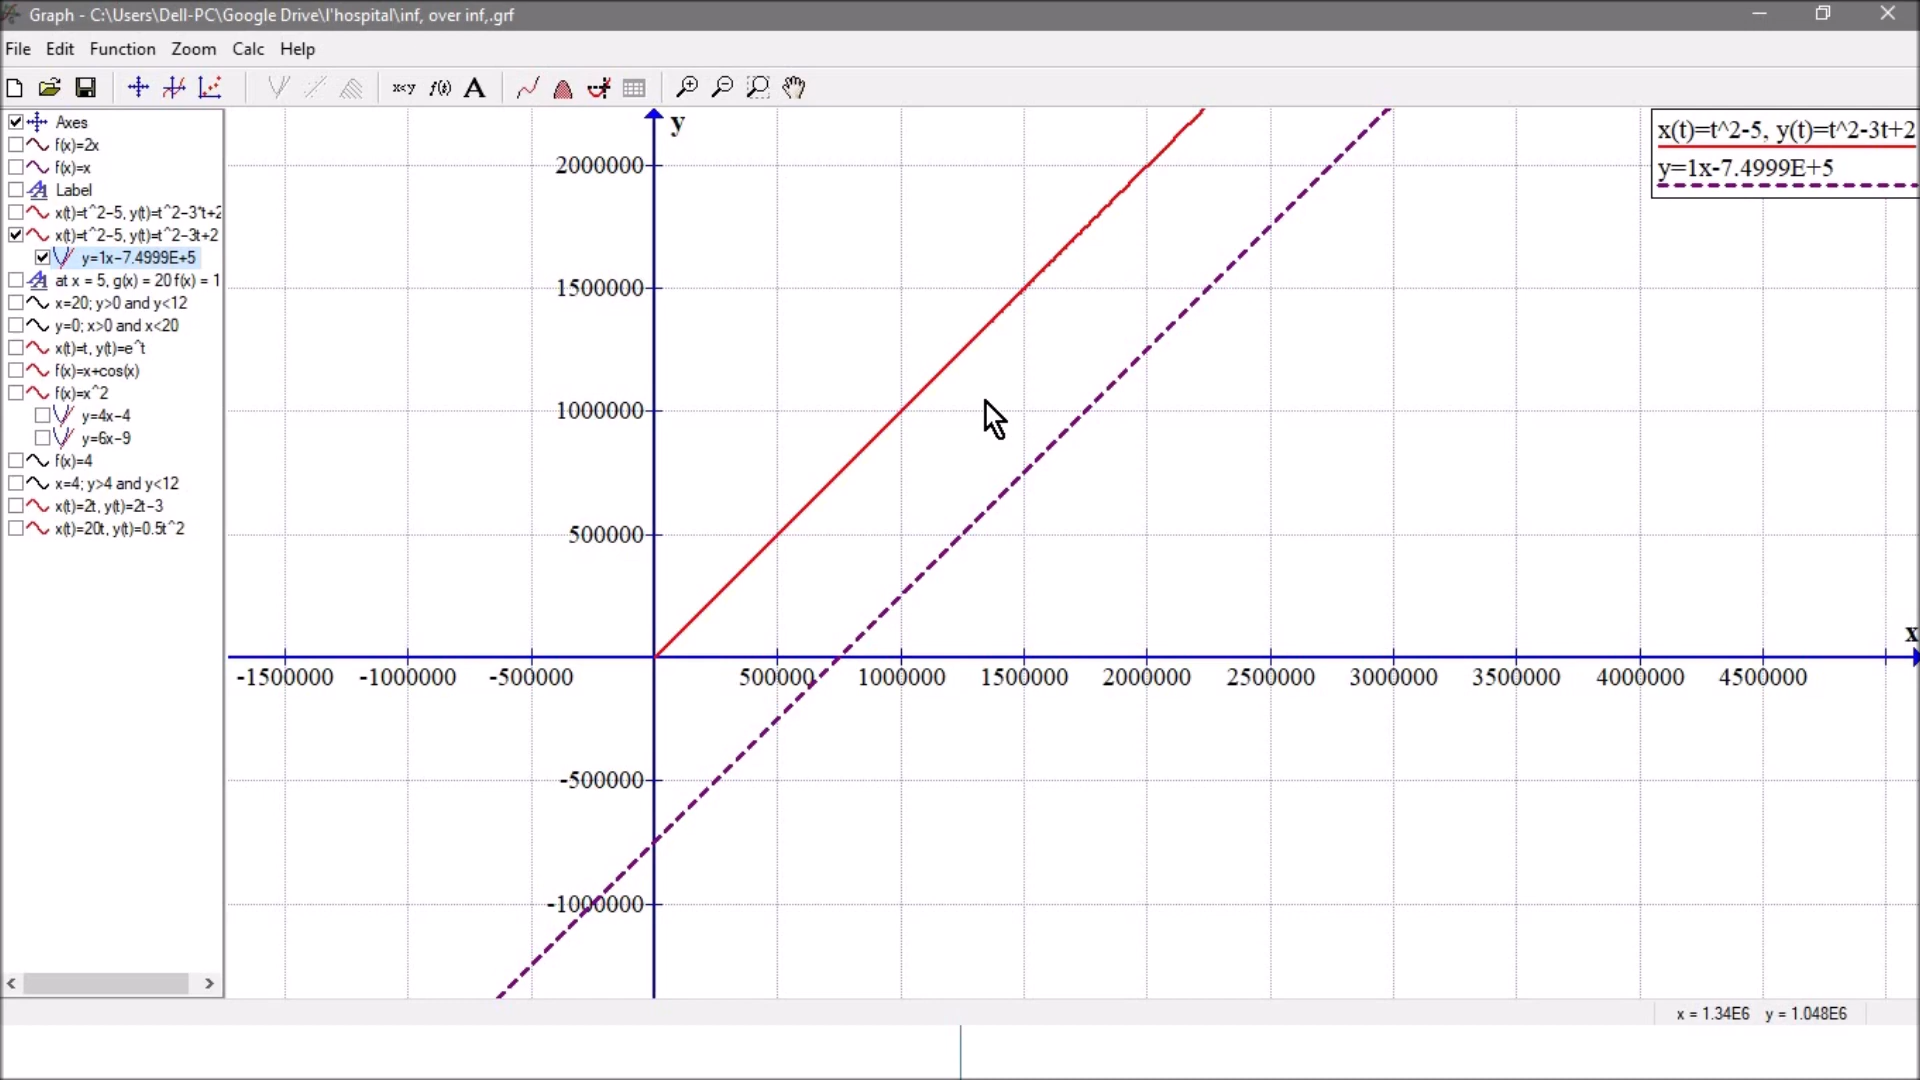 Graph - C:\Users\Dell-PC\Google Drive\l'hospital\inf, over inf,.grf
File Edit Function Zoom Calc Help
Axes
f(x)=2x
f(x)=x
Label
x(t)=t^2-5, y(t)=t^2-3*t+2
x(t)=t^2-5, y(t)=t^2-3t+2
y=1x-7.4999E+5
at x = 5, g(x) = 20 f(x) = 1
x=20; y>0 and y<12
y=0; x>0 and x<20
x(t)=t, y(t)=e^t
f(x)=x+cos(x)
f(x)=x^2
y=4x-4
y=6x-9
f(x)=4
x=4; y>4 and y<12
x(t)=2t, y(t)=2t-3
x(t)=20t, y(t)=0.5t^2
y
x(t)=t^2-5, y(t)=t^2-3t+2
y=1x-7.4999E+5
2000000
1500000
1000000
500000
x
-1500000 -1000000 -500000 500000 1000000 1500000 2000000 2500000 3000000 3500000 4000000 4500000
-500000
-1000000
x = 1.34E6 y = 1.048E6